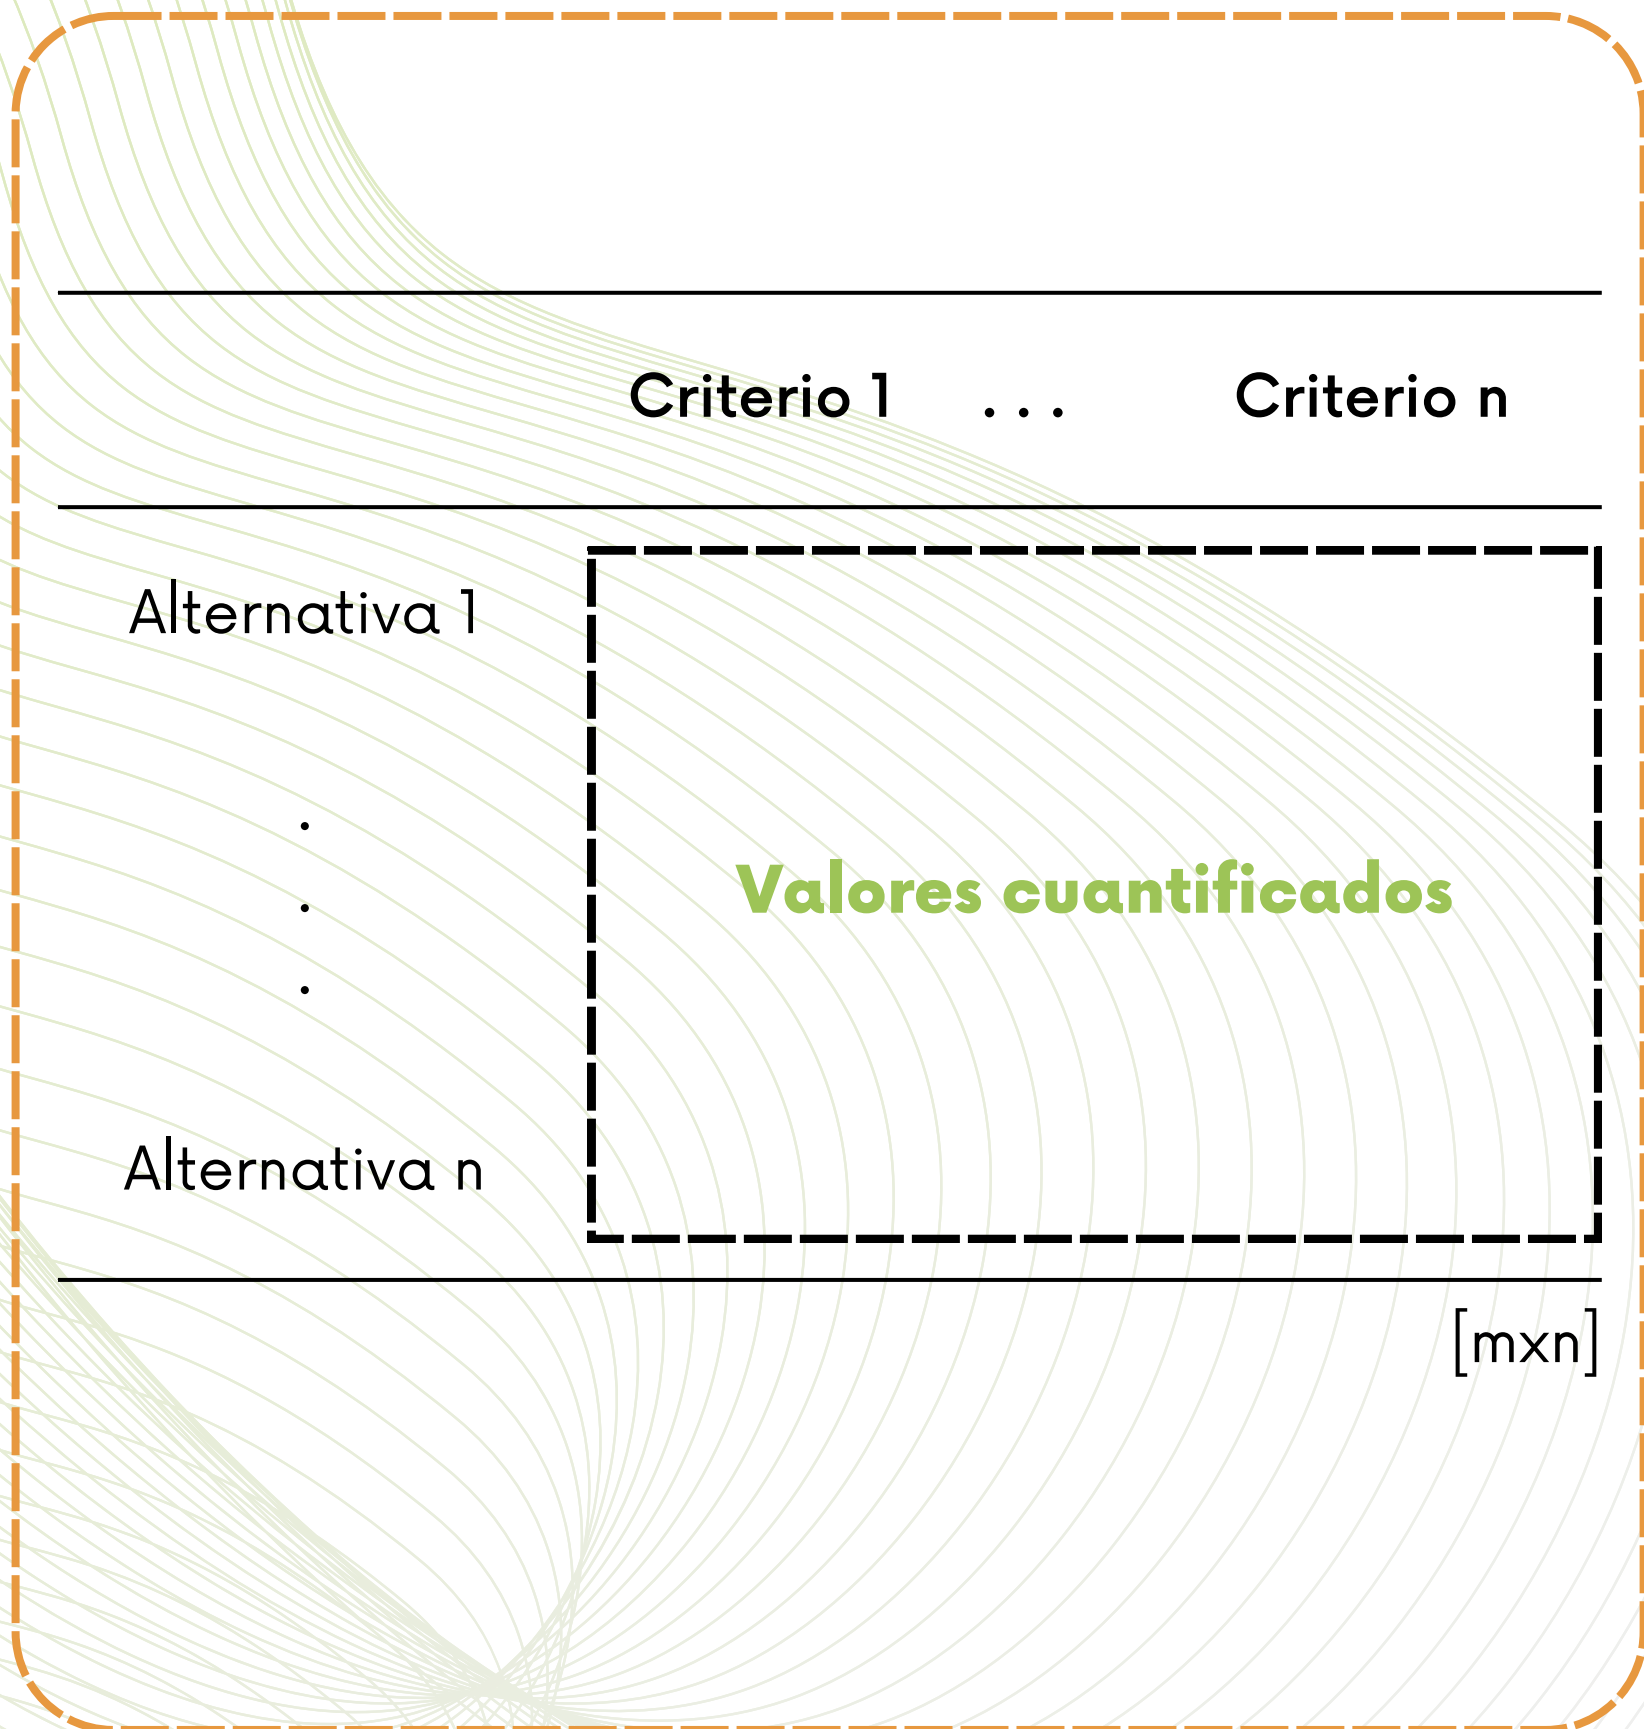 Criterio 1 . . . Criterio n
Alternativa 1
.
.
.
Valores cuantificados
Alternativa n
[mxn]